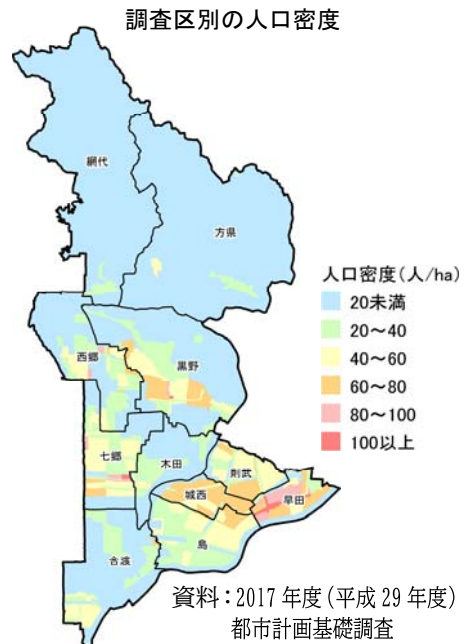 調査区別の人口密度
網代
方県
人口密度(人/ha)
20未満
20～40
40～60
60～80
80～100
100以上
西郷
黒野
七郷
木田
則武
城西
早田
島
合渡
資料：2017年度(平成29年度)
都市計画基礎調査